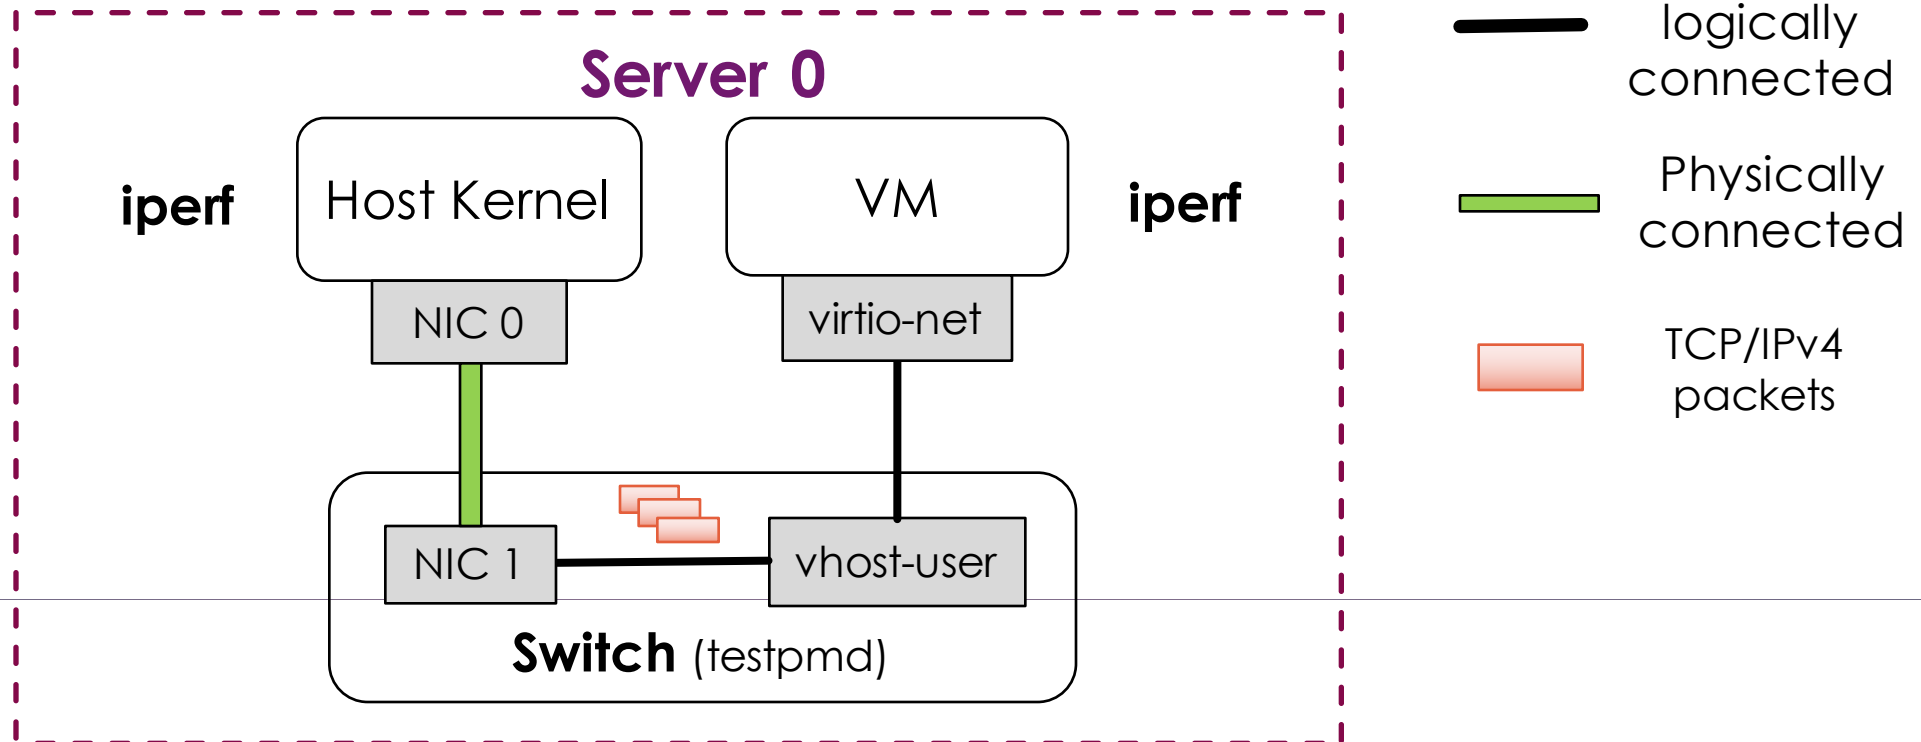 Server 0
iperf
Host Kernel
VM
iperf
NIC 0
virtio-net
NIC 1
vhost-user
Switch (testpmd)
logically
connected
Physically
connected
TCP/IPv4
packets